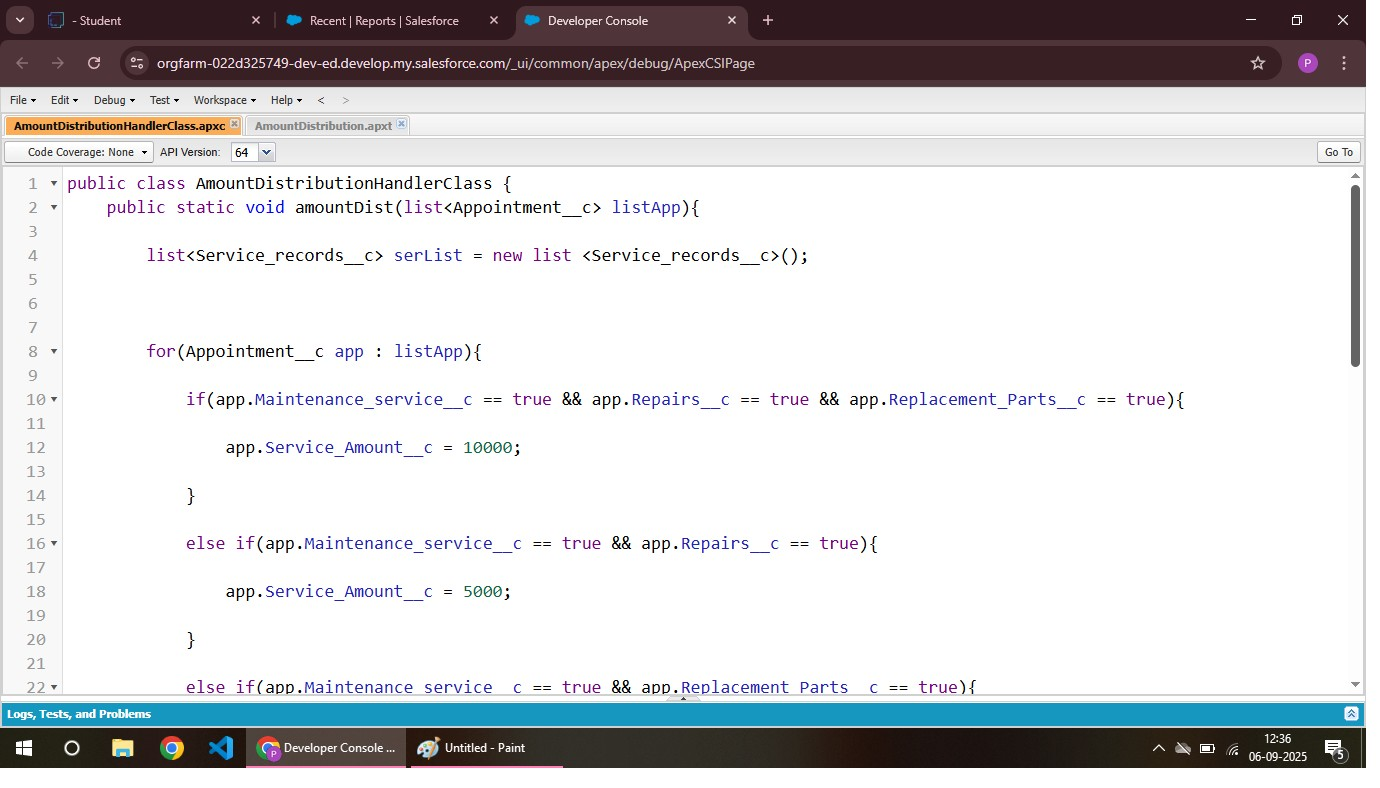 - Student
Recent | Reports | Salesforce
Developer Console
orgfarm-022d325749-dev-ed.develop.my.salesforce.com/_ui/common/apex/debug/ApexCSIPage
P
File Edit Debug Test Workspace Help < >
AmountDistributionHandlerClass.apxc
AmountDistribution.apxt
Code Coverage: None API Version: 64 Go To
1 public class AmountDistributionHandlerClass {
2 public static void amountDist(list<Appointment__c> listApp){
3
4 list<Service_records__c> serList = new list <Service_records__c>();
5
6
7
8 for(Appointment__c app : listApp){
9
10 if(app.Maintenance_service__c == true && app.Repairs__c == true && app.Replacement_Parts__c == true){
11
12 app.Service_Amount__c = 10000;
13
14 }
15
16 else if(app.Maintenance_service__c == true && app.Repairs__c == true){
17
18 app.Service_Amount__c = 5000;
19
20 }
21
22 else if(app.Maintenance_service__c == true && app.Replacement_Parts__c == true){
Logs, Tests, and Problems
P
Developer Console ...
Untitled - Paint
12:36
06-09-2025
5